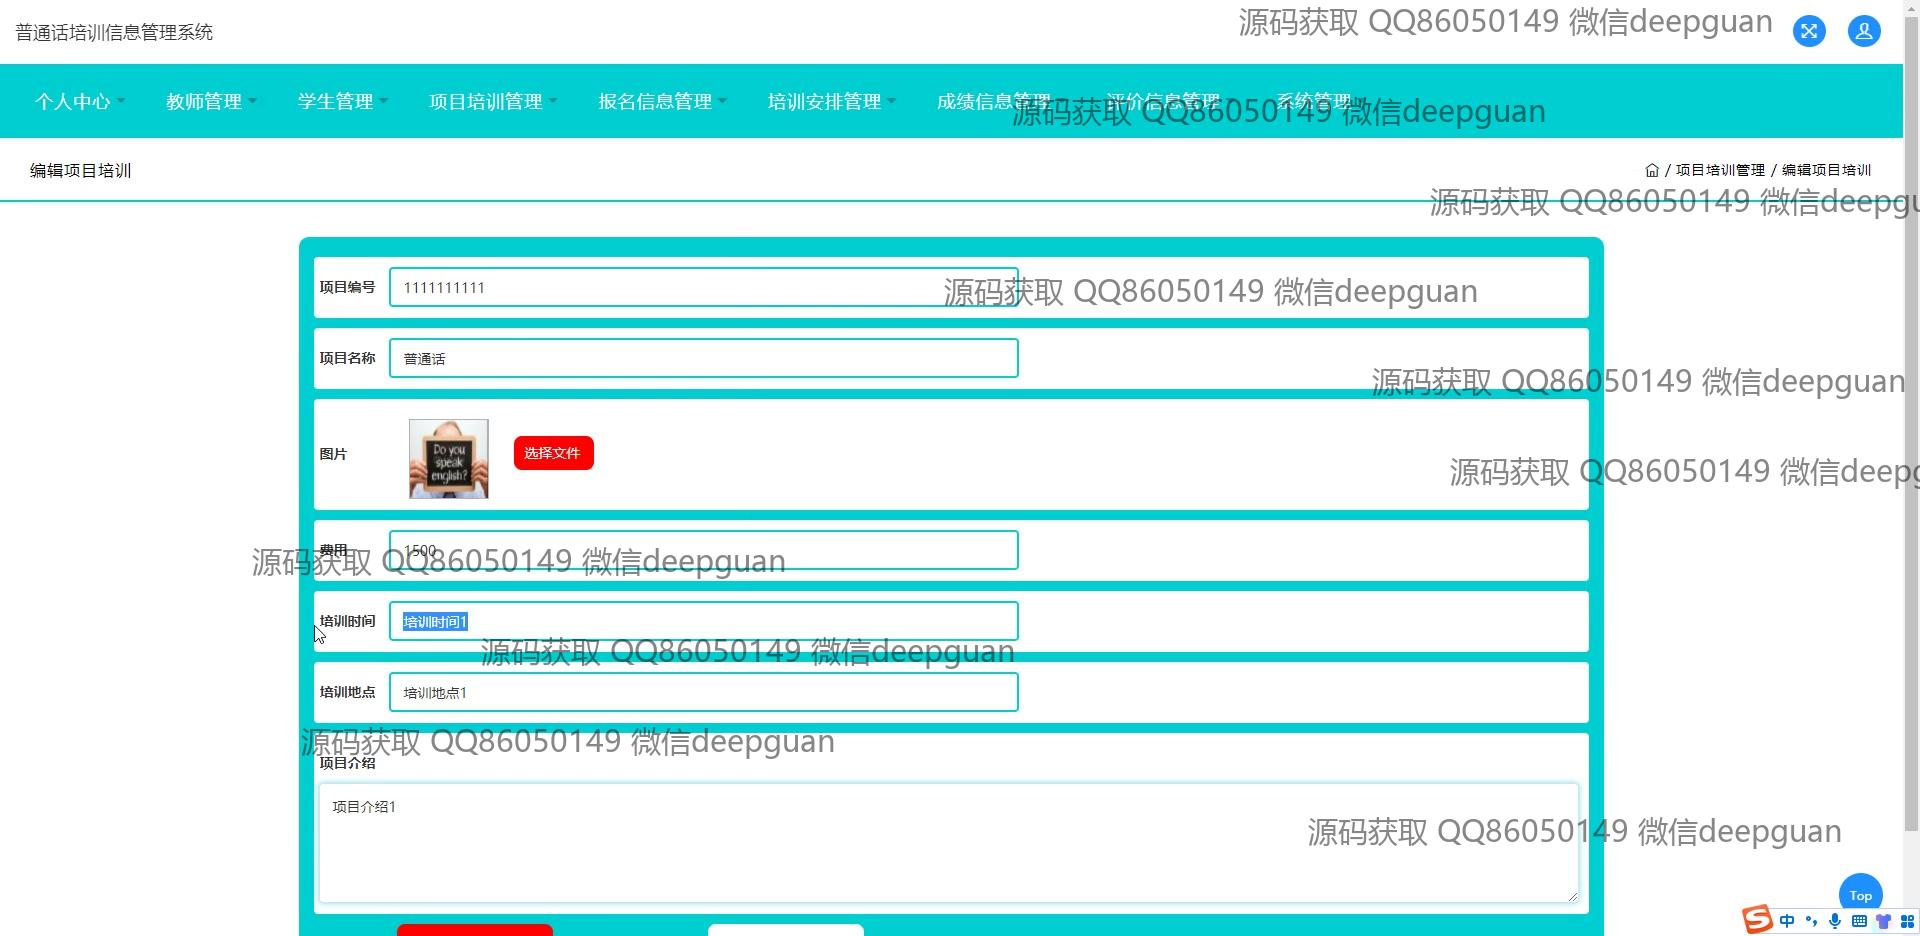 普通话培训信息管理系统
源码获取 QQ86050149 微信deepguan
个人中心 教师管理 学生管理 项目培训管理 报名信息管理 培训安排管理 成绩信息管理 评价信息管理 系统管理
源码获取 QQ86050149 微信deepguan
编辑项目培训
/ 项目培训管理 / 编辑项目培训
源码获取 QQ86050149 微信deepgu
项目编号 1111111111
源码获取 QQ86050149 微信deepguan
项目名称 普通话
源码获取 QQ86050149 微信deepguan
图片
Do you
speak
english?
选择文件
源码获取 QQ86050149 微信deepg
费用 1500
源码获取 QQ86050149 微信deepguan
培训时间 培训时间1
源码获取 QQ86050149 微信deepguan
培训地点 培训地点1
源码获取 QQ86050149 微信deepguan
项目介绍
项目介绍1
源码获取 QQ86050149 微信deepguan
Top
中